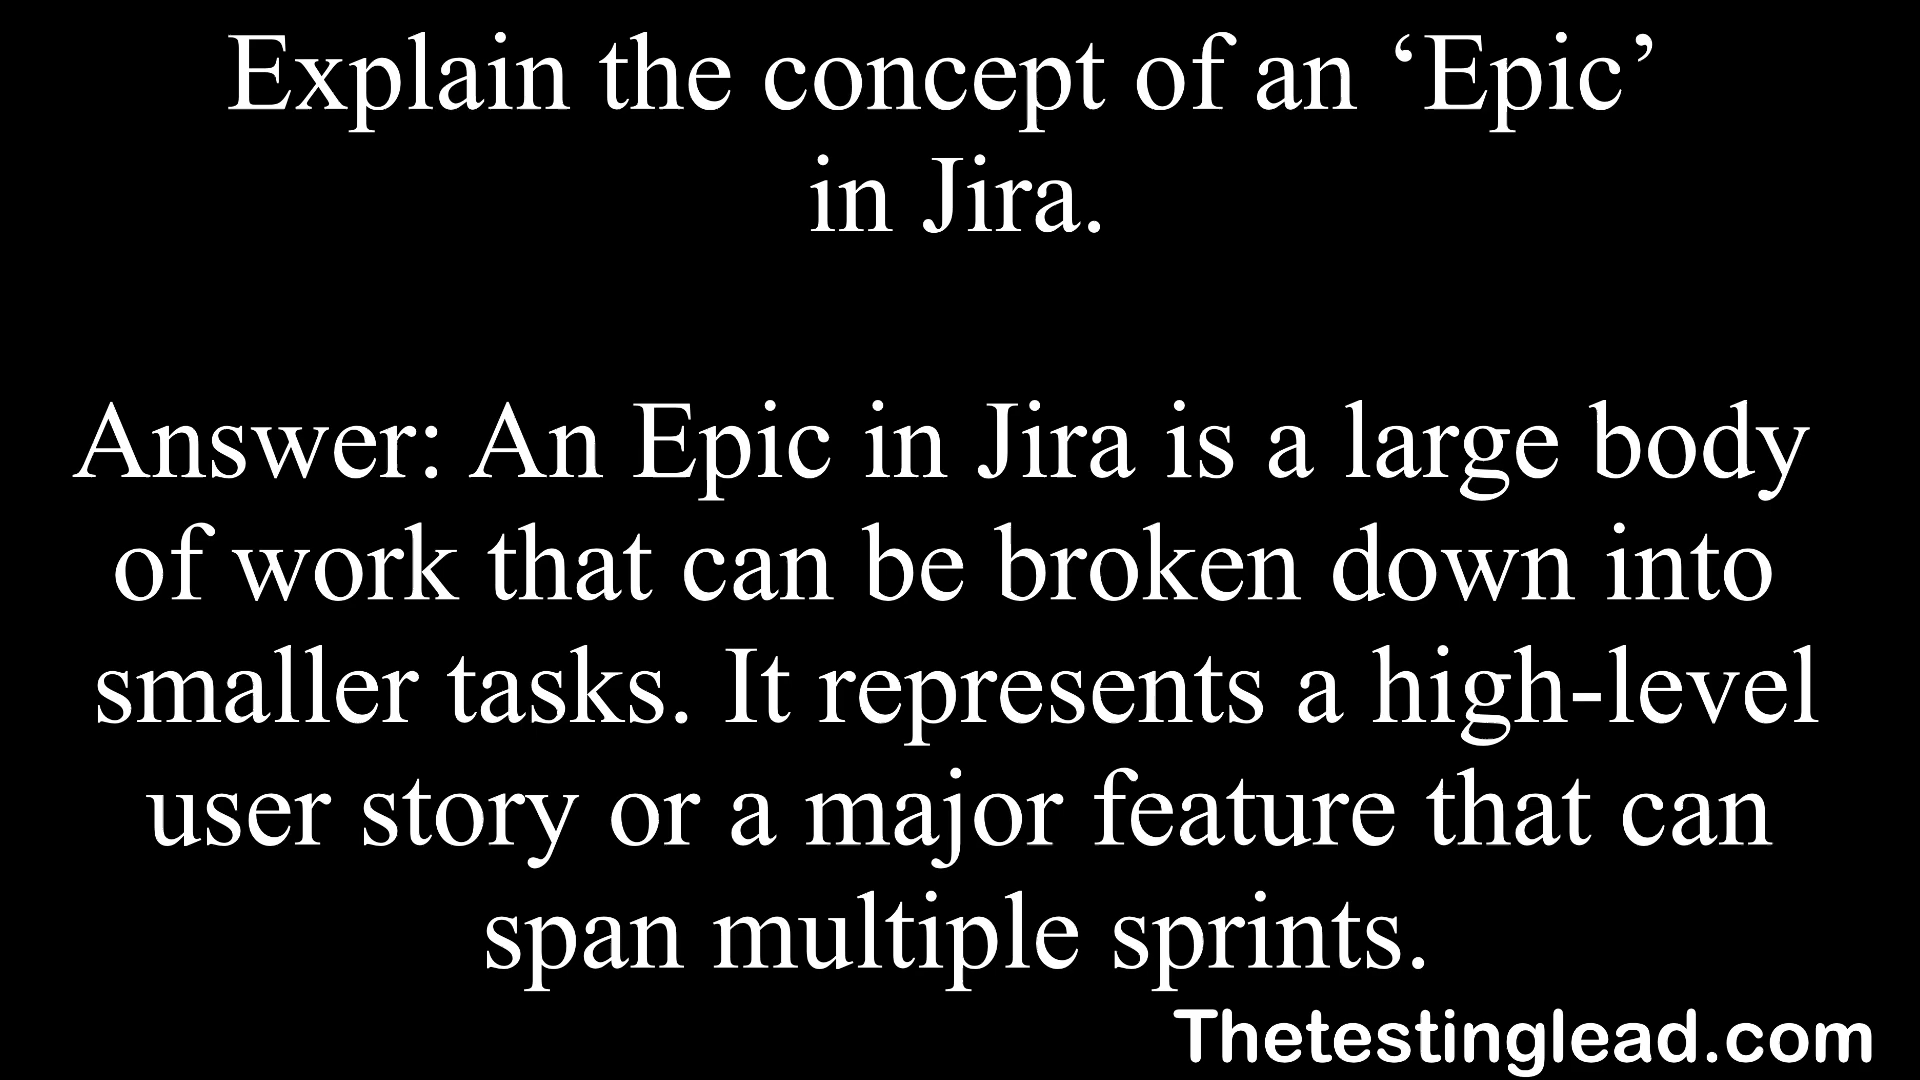 Explain the concept of an ‘Epic’
in Jira.
Answer: An Epic in Jira is a large body
of work that can be broken down into
smaller tasks. It represents a high-level
user story or a major feature that can
span multiple sprints.
Thetestinglead.com